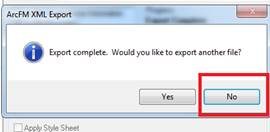 ArcFM XML Export
Export complete. Would you like to export another file?
Yes
No
Apply Style Sheet